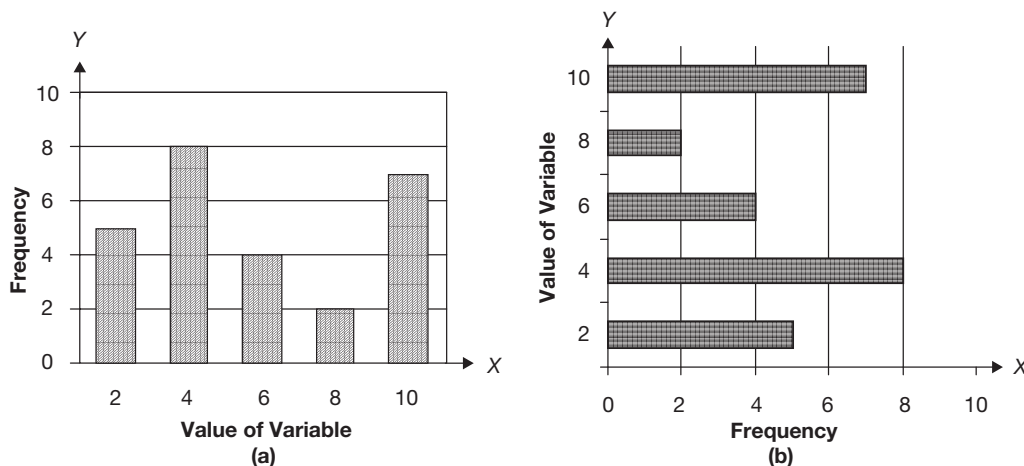 Y
10
8
6
4
2
0
Frequency
X
2 4 6 8 10
Value of Variable
(a)
Y
10
8
6
4
2
Value of Variable
X
0 2 4 6 8 10
Frequency
(b)